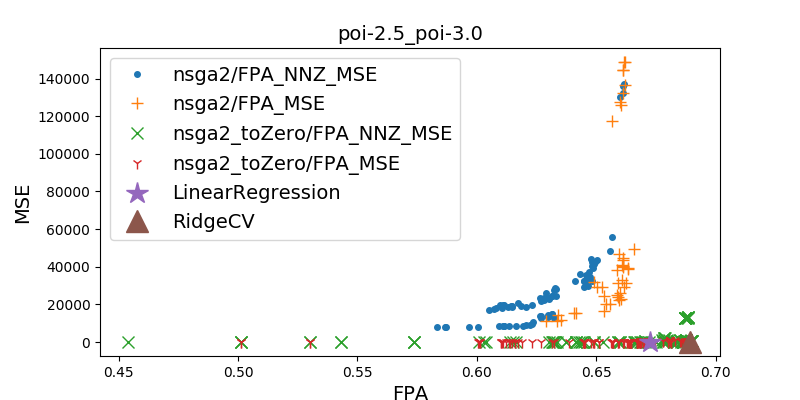 poi-2.5_poi-3.0
nsga2/FPA_NNZ_MSE
nsga2/FPA_MSE
nsga2_toZero/FPA_NNZ_MSE
nsga2_toZero/FPA_MSE
LinearRegression
RidgeCV
MSE
140000
120000
100000
80000
60000
40000
20000
0
0.45 0.50 0.55 0.60 0.65 0.70
FPA